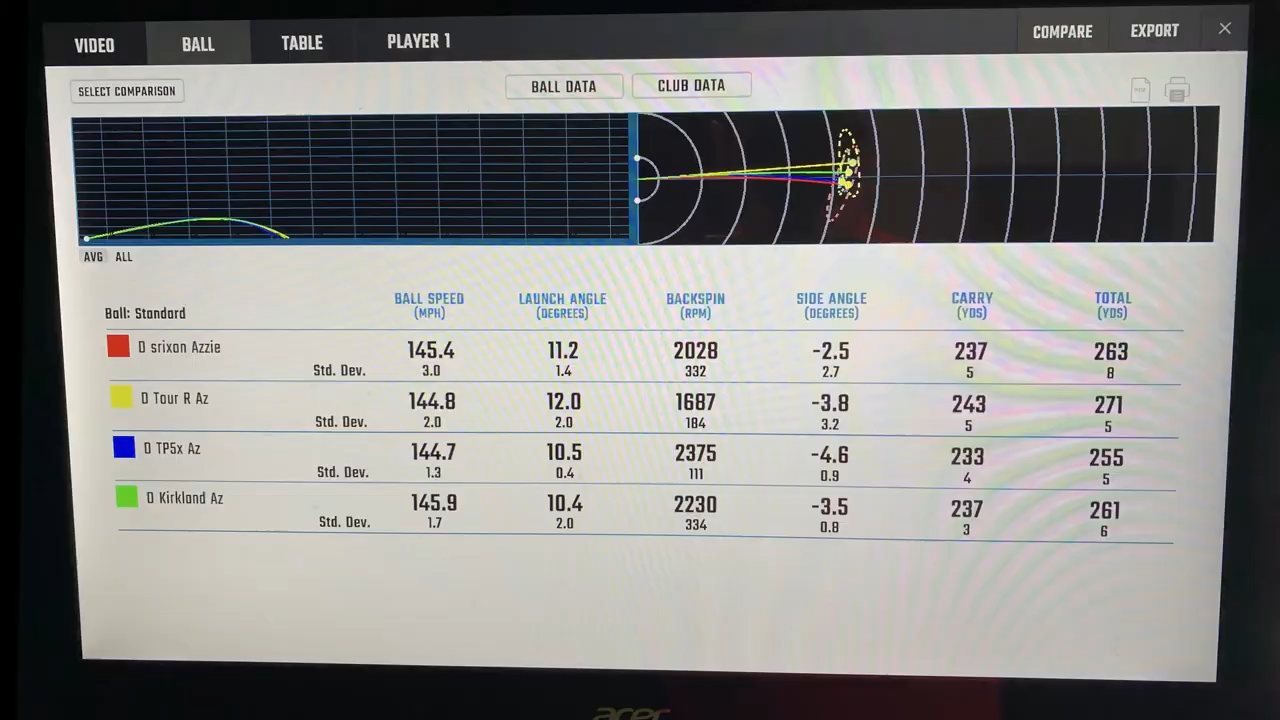 VIDEO BALL TABLE PLAYER 1 COMPARE EXPORT ×
SELECT COMPARISON BALL DATA CLUB DATA
AVG ALL
Ball: Standard BALL SPEED (MPH) LAUNCH ANGLE (DEGREES) BACKSPIN (RPM) SIDE ANGLE (DEGREES) CARRY (YDS) TOTAL (YDS)
D srixon Azzie 145.4 11.2 2028 -2.5 237 263
Std. Dev. 3.0 1.4 332 2.7 5 8
D Tour R Az 144.8 12.0 1687 -3.8 243 271
Std. Dev. 2.0 2.0 184 3.2 5 5
D TP5x Az 144.7 10.5 2375 -4.6 233 255
Std. Dev. 1.3 0.4 111 0.9 4 5
D Kirkland Az 145.9 10.4 2230 -3.5 237 261
Std. Dev. 1.7 2.0 334 0.8 3 6
acer